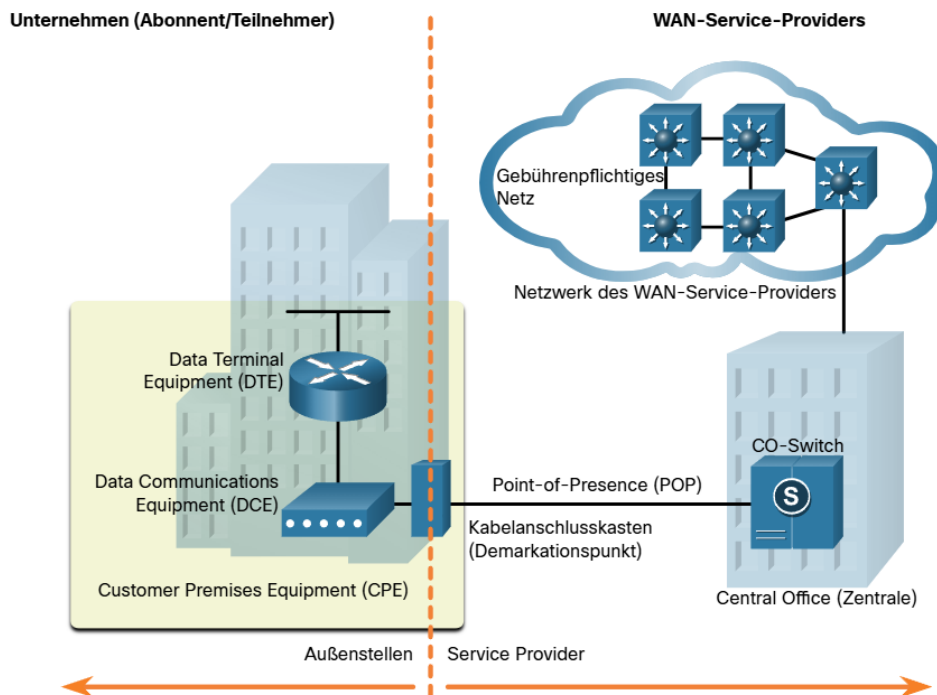 Unternehmen (Abonnent/Teilnehmer)
WAN-Service-Providers
Gebührenpflichtiges
Netz
Netzwerk des WAN-Service-Providers
Data Terminal
Equipment (DTE)
CO-Switch
S
Data Communications
Equipment (DCE)
Point-of-Presence (POP)
Kabelanschlusskasten
(Demarkationspunkt)
Customer Premises Equipment (CPE)
Central Office (Zentrale)
Außenstellen
Service Provider